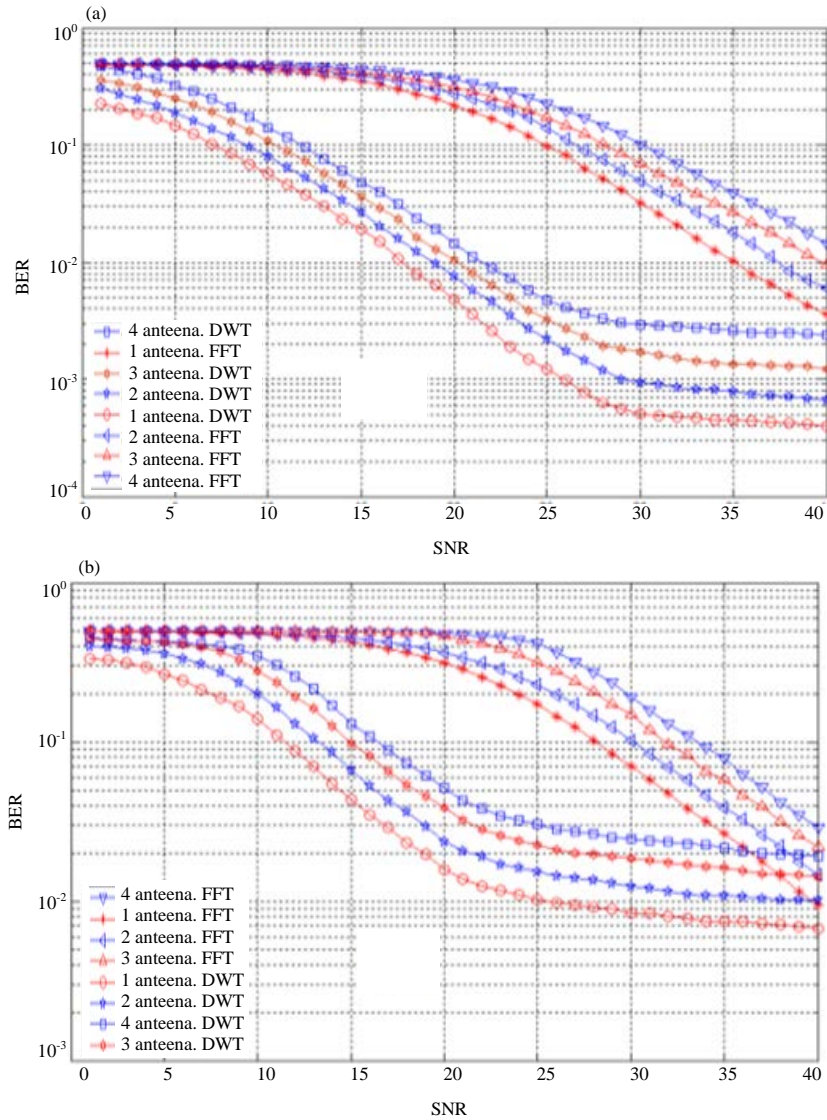 (a)
10^0
10^-1
10^-2
10^-3
10^-4
BER
4 anteena. DWT
1 anteena. FFT
3 anteena. DWT
2 anteena. DWT
1 anteena. DWT
2 anteena. FFT
3 anteena. FFT
4 anteena. FFT
0 5 10 15 20 25 30 35 40
SNR
(b)
10^0
10^-1
10^-2
10^-3
BER
4 anteena. FFT
1 anteena. FFT
2 anteena. FFT
3 anteena. FFT
1 anteena. DWT
2 anteena. DWT
4 anteena. DWT
3 anteena. DWT
0 5 10 15 20 25 30 35 40
SNR